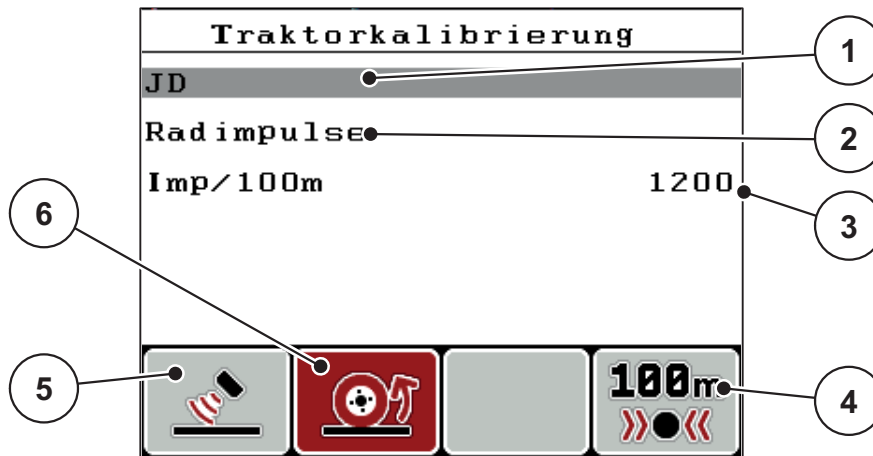 Traktorkalibrierung
1
JD
Radimpulse
2
Imp/100m 1200
3
6
5
100m
4